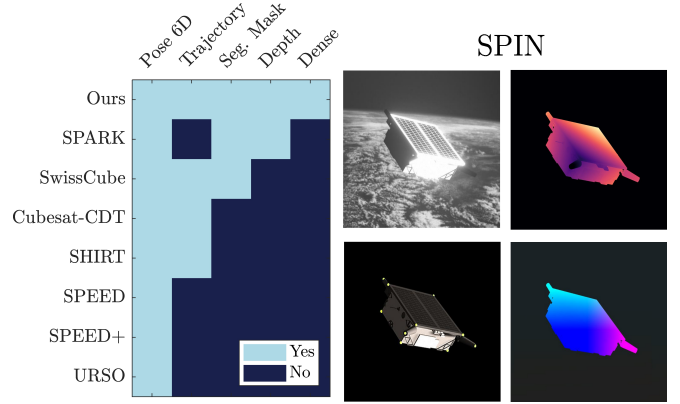 Pose 6D
Trajectory
Seg. Mask
Depth
Dense
SPIN
Ours
SPARK
SwissCube
Cubesat-CDT
SHIRT
SPEED
SPEED+
URSO
Yes
No